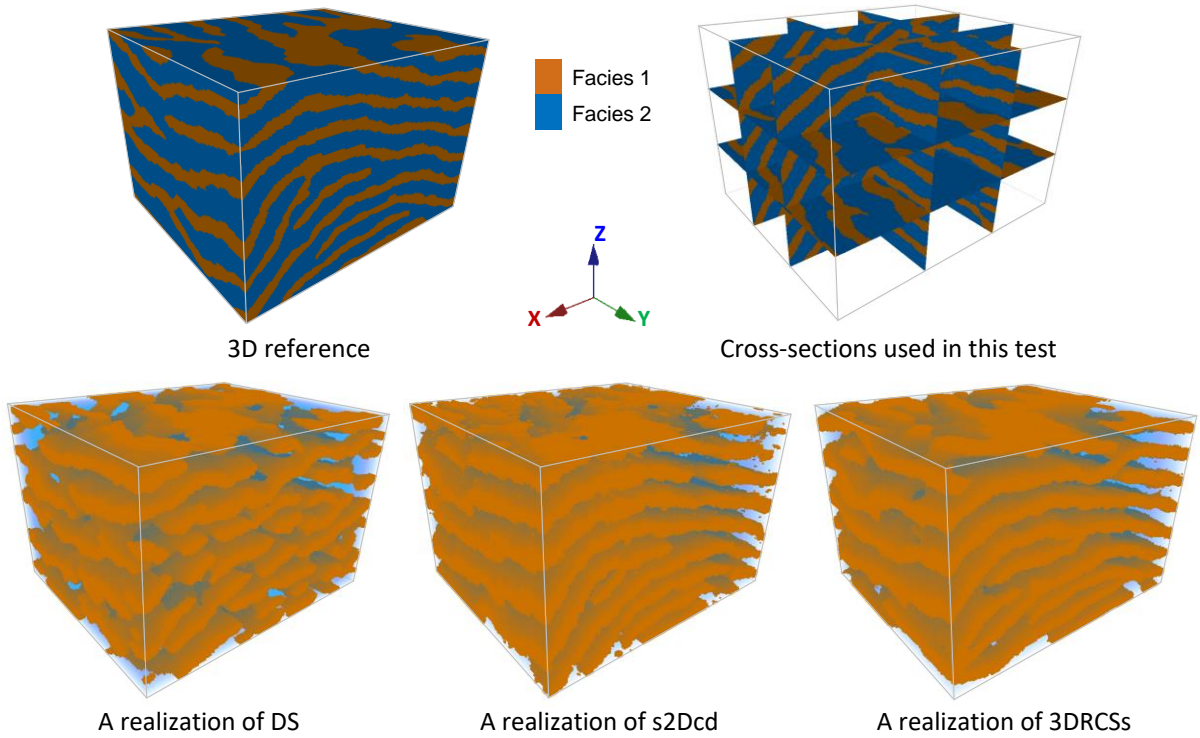 Facies 1
Facies 2
Z
X
Y
3D reference
Cross-sections used in this test
A realization of DS
A realization of s2Dcd
A realization of 3DRCSs